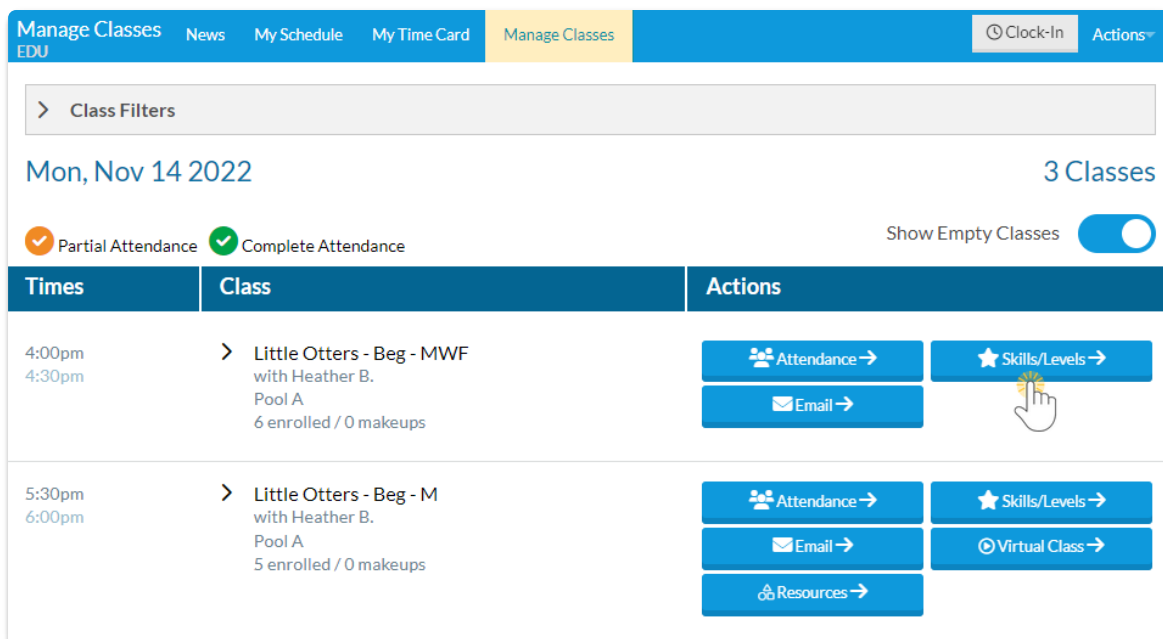 Manage Classes
EDU
News
My Schedule
My Time Card
Manage Classes
Clock-In
Actions
Class Filters
Mon, Nov 14 2022
3 Classes
Partial Attendance
Complete Attendance
Show Empty Classes
Times
Class
Actions
4:00pm
4:30pm
Little Otters - Beg - MWF
with Heather B.
Pool A
6 enrolled / 0 makeups
Attendance
Skills/Levels
Email
5:30pm
6:00pm
Little Otters - Beg - M
with Heather B.
Pool A
5 enrolled / 0 makeups
Attendance
Skills/Levels
Email
Virtual Class
Resources